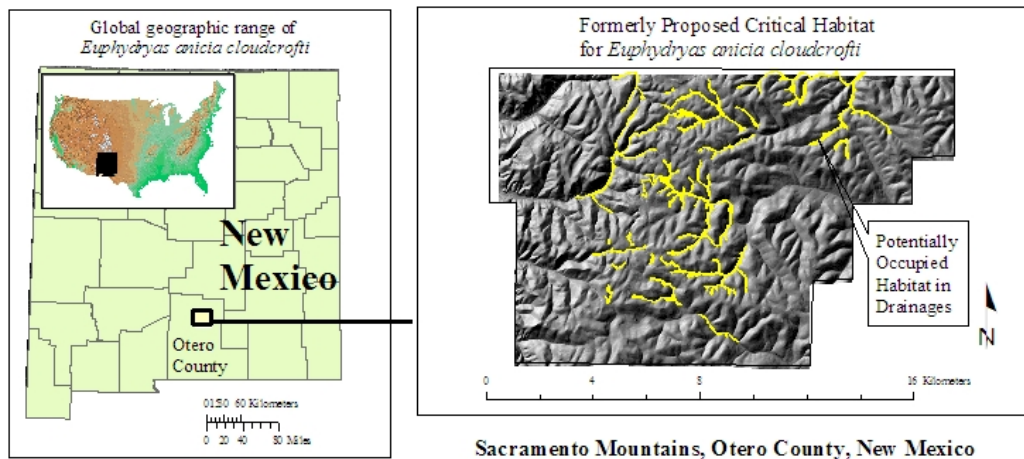 Global geographic range of
Euphydryas anicia cloudcrofti
New
Mexico
Otero
County
60 Kilometers
0 20 40 80 Miles
Formerly Proposed Critical Habitat
for Euphydryas anicia cloudcrofti
Potentially
Occupied
Habitat in
Drainages
N
0 4 8 16 Kilometers
Sacramento Mountains, Otero County, New Mexico